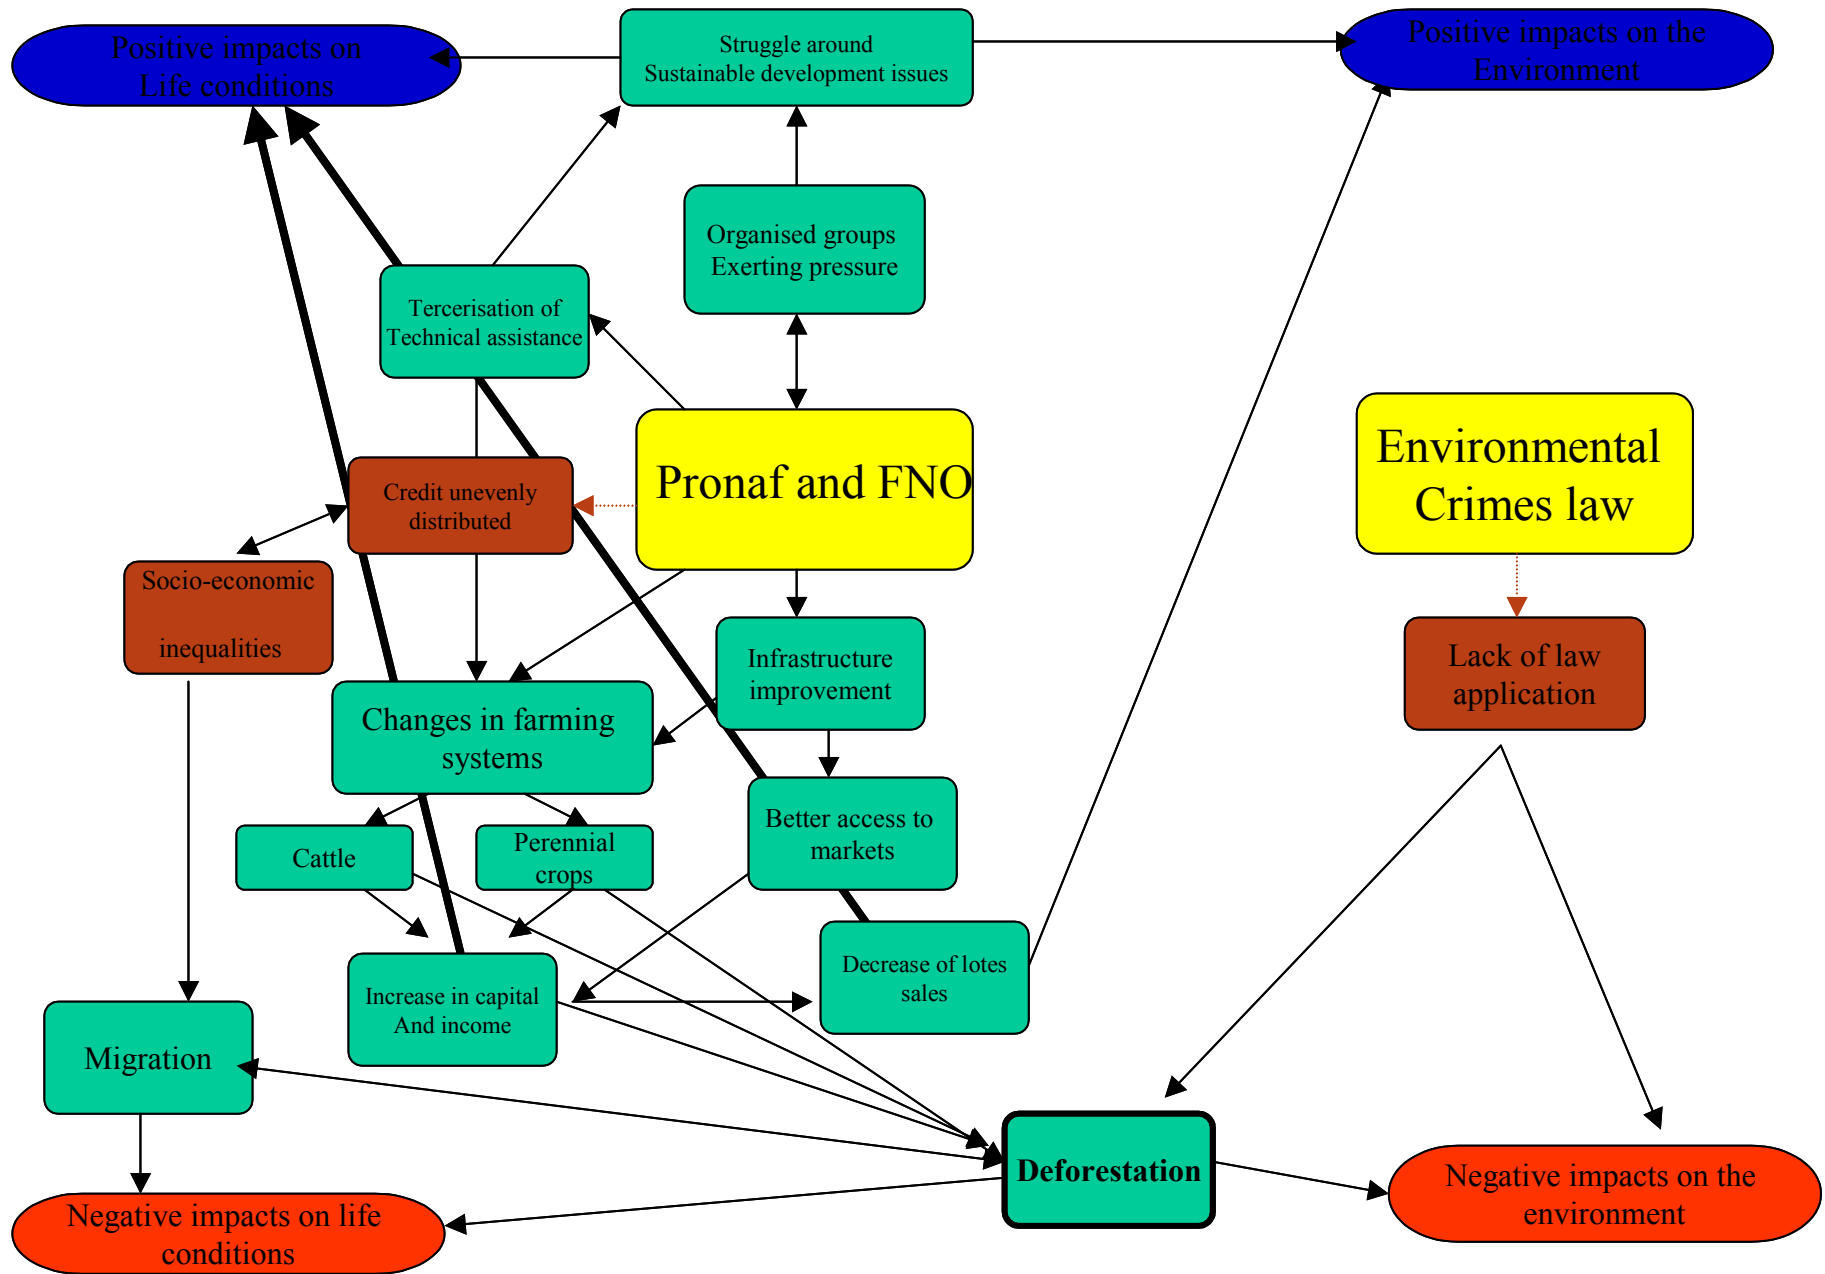 Positive impacts on
Life conditions
Struggle around
Sustainable development issues
Positive impacts on the
Environment
Organised groups
Exerting pressure
Tercerisation of
Technical assistance
Pronaf and FNO
Environmental
Crimes law
Credit unevenly
distributed
Socio-economic
inequalities
Infrastructure
improvement
Lack of law
application
Changes in farming
systems
Cattle
Perennial
crops
Better access to
markets
Increase in capital
And income
Decrease of lotes
sales
Migration
Deforestation
Negative impacts on life
conditions
Negative impacts on the
environment